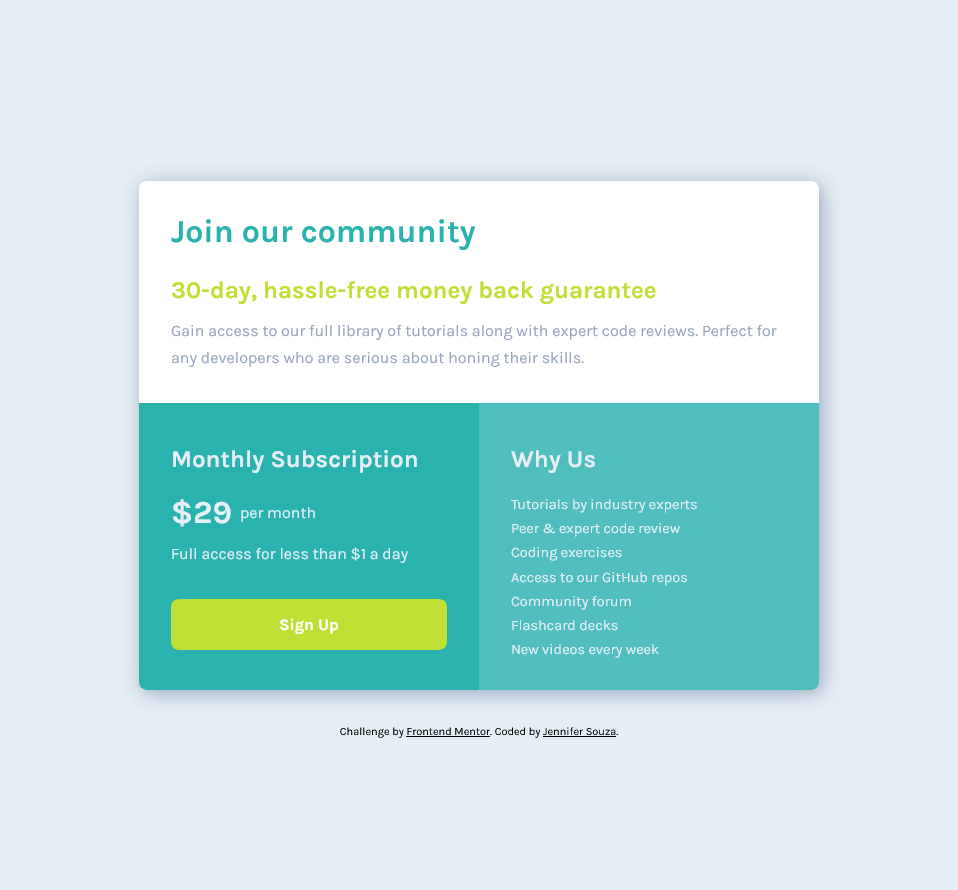 Join our community
30-day, hassle-free money back guarantee
Gain access to our full library of tutorials along with expert code reviews. Perfect for
any developers who are serious about honing their skills.
Monthly Subscription
$29 per month
Full access for less than $1 a day
Sign Up
Why Us
Tutorials by industry experts
Peer & expert code review
Coding exercises
Access to our GitHub repos
Community forum
Flashcard decks
New videos every week
Challenge by Frontend Mentor. Coded by Jennifer Souza.